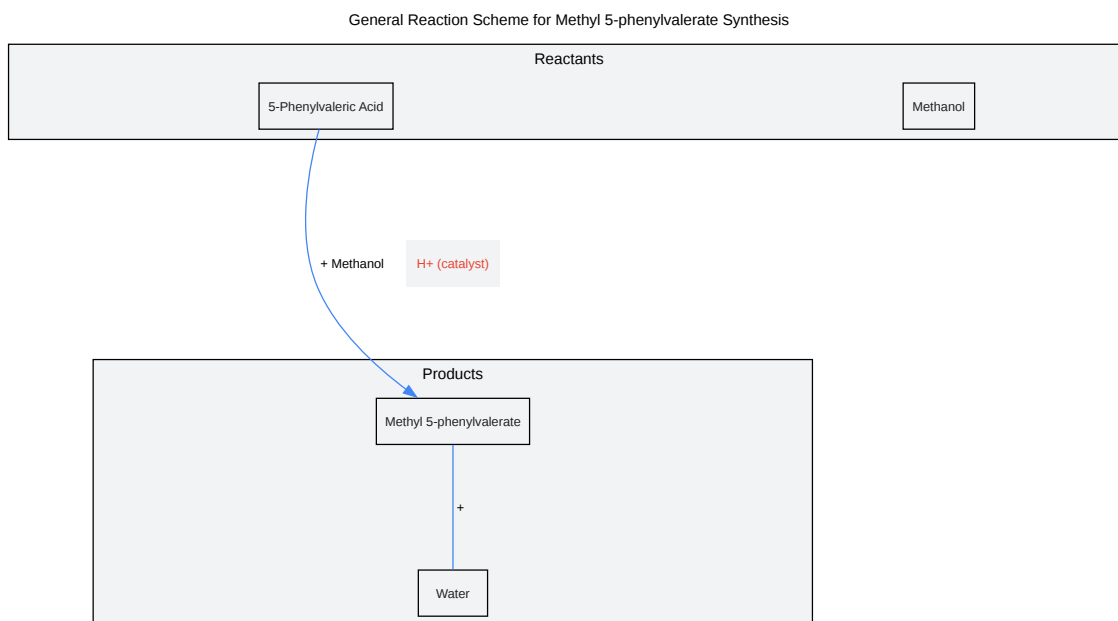 General Reaction Scheme for Methyl 5-phenylvalerate Synthesis
Reactants
5-Phenylvaleric Acid
Methanol
+ Methanol
H+ (catalyst)
Products
Methyl 5-phenylvalerate
+
Water